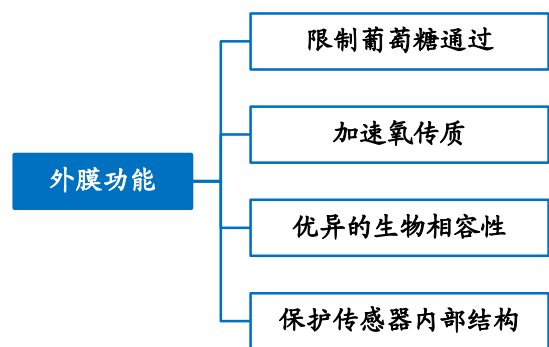 外膜功能
限制葡萄糖通过
加速氧传质
优异的生物相容性
保护传感器内部结构